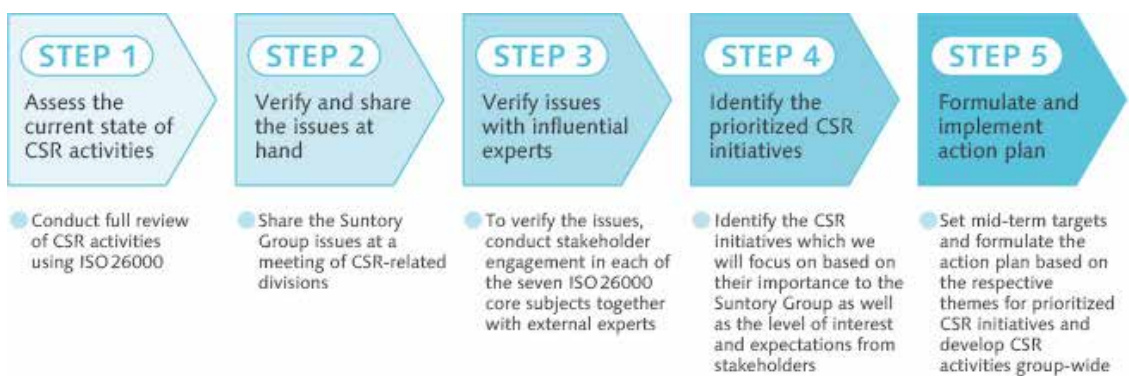 STEP 1
Assess the
current state of
CSR activities
Conduct full review
of CSR activities
using ISO 26000
STEP 2
Verify and share
the issues at
hand
Share the Suntory
Group issues at a
meeting of CSR-related
divisions
STEP 3
Verify issues
with influential
experts
To verify the issues,
conduct stakeholder
engagement in each of
the seven ISO 26000
core subjects together
with external experts
STEP 4
Identify the
prioritized CSR
initiatives
Identify the CSR
initiatives which we
will focus on based on
their importance to the
Suntory Group as well
as the level of interest
and expectations from
stakeholders
STEP 5
Formulate and
implement
action plan
Set mid-term targets
and formulate the
action plan based on
the respective
themes for prioritized
CSR initiatives and
develop CSR
activities group-wide